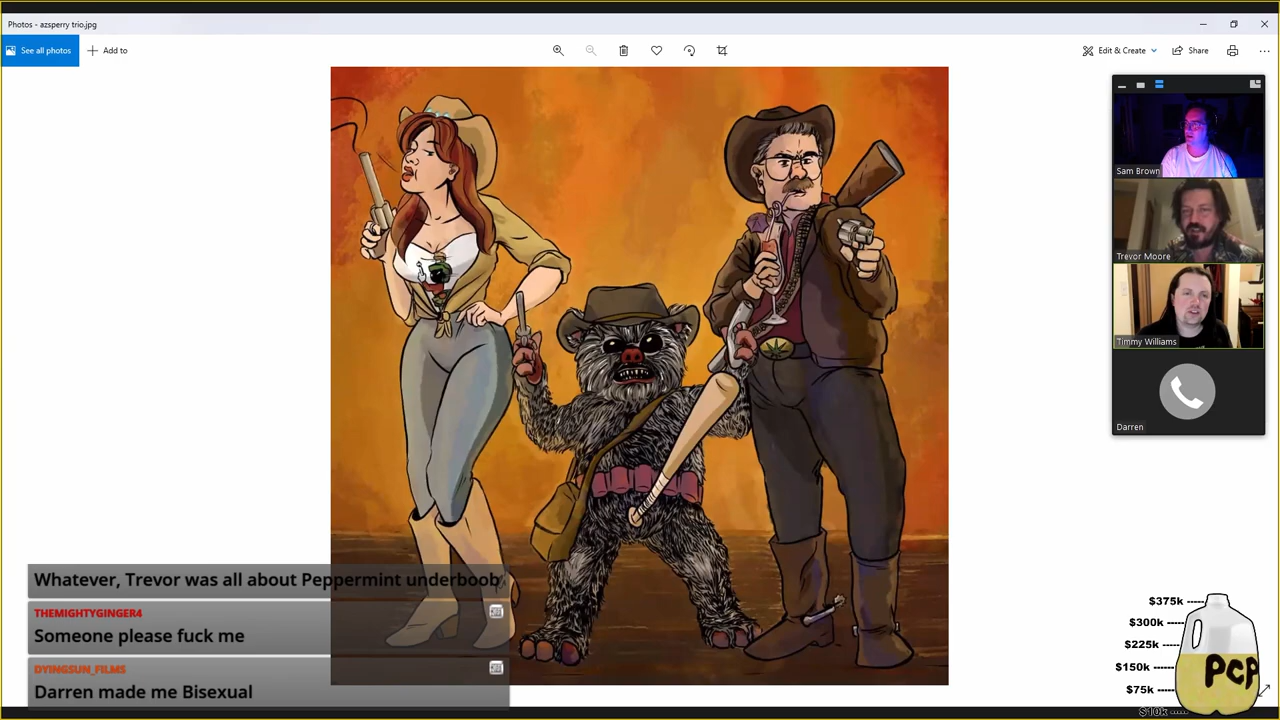 Photos - azsperry trio.jpg
See all photos
Add to
Edit & Create
Share
Sam Brown
Trevor Moore
Timmy Williams
Darren
Whatever, Trevor was all about Peppermint underboob
THEMIGHTYGINGER4
Someone please fuck me
DYINGSUN_FILMS
Darren made me Bisexual
$375k -----
$300k -----
$225k -----
$150k -----
$75k -----
$10k -----
PCP